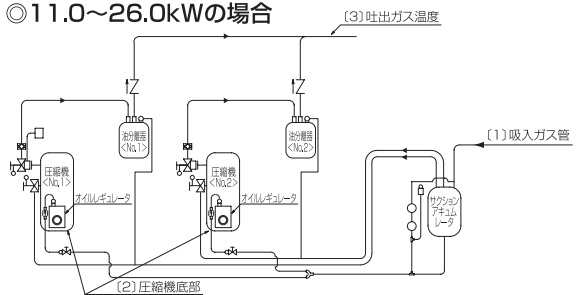 ◎11.0～26.0kWの場合
〔3〕吐出ガス温度
油分離器
<No.1>
油分離器
<No.2>
〔1〕吸入ガス管
圧縮機
<No.1>
圧縮機
<No.2>
オイルレギュレータ
オイルレギュレータ
サクション
アキュム
レータ
〔2〕圧縮機底部